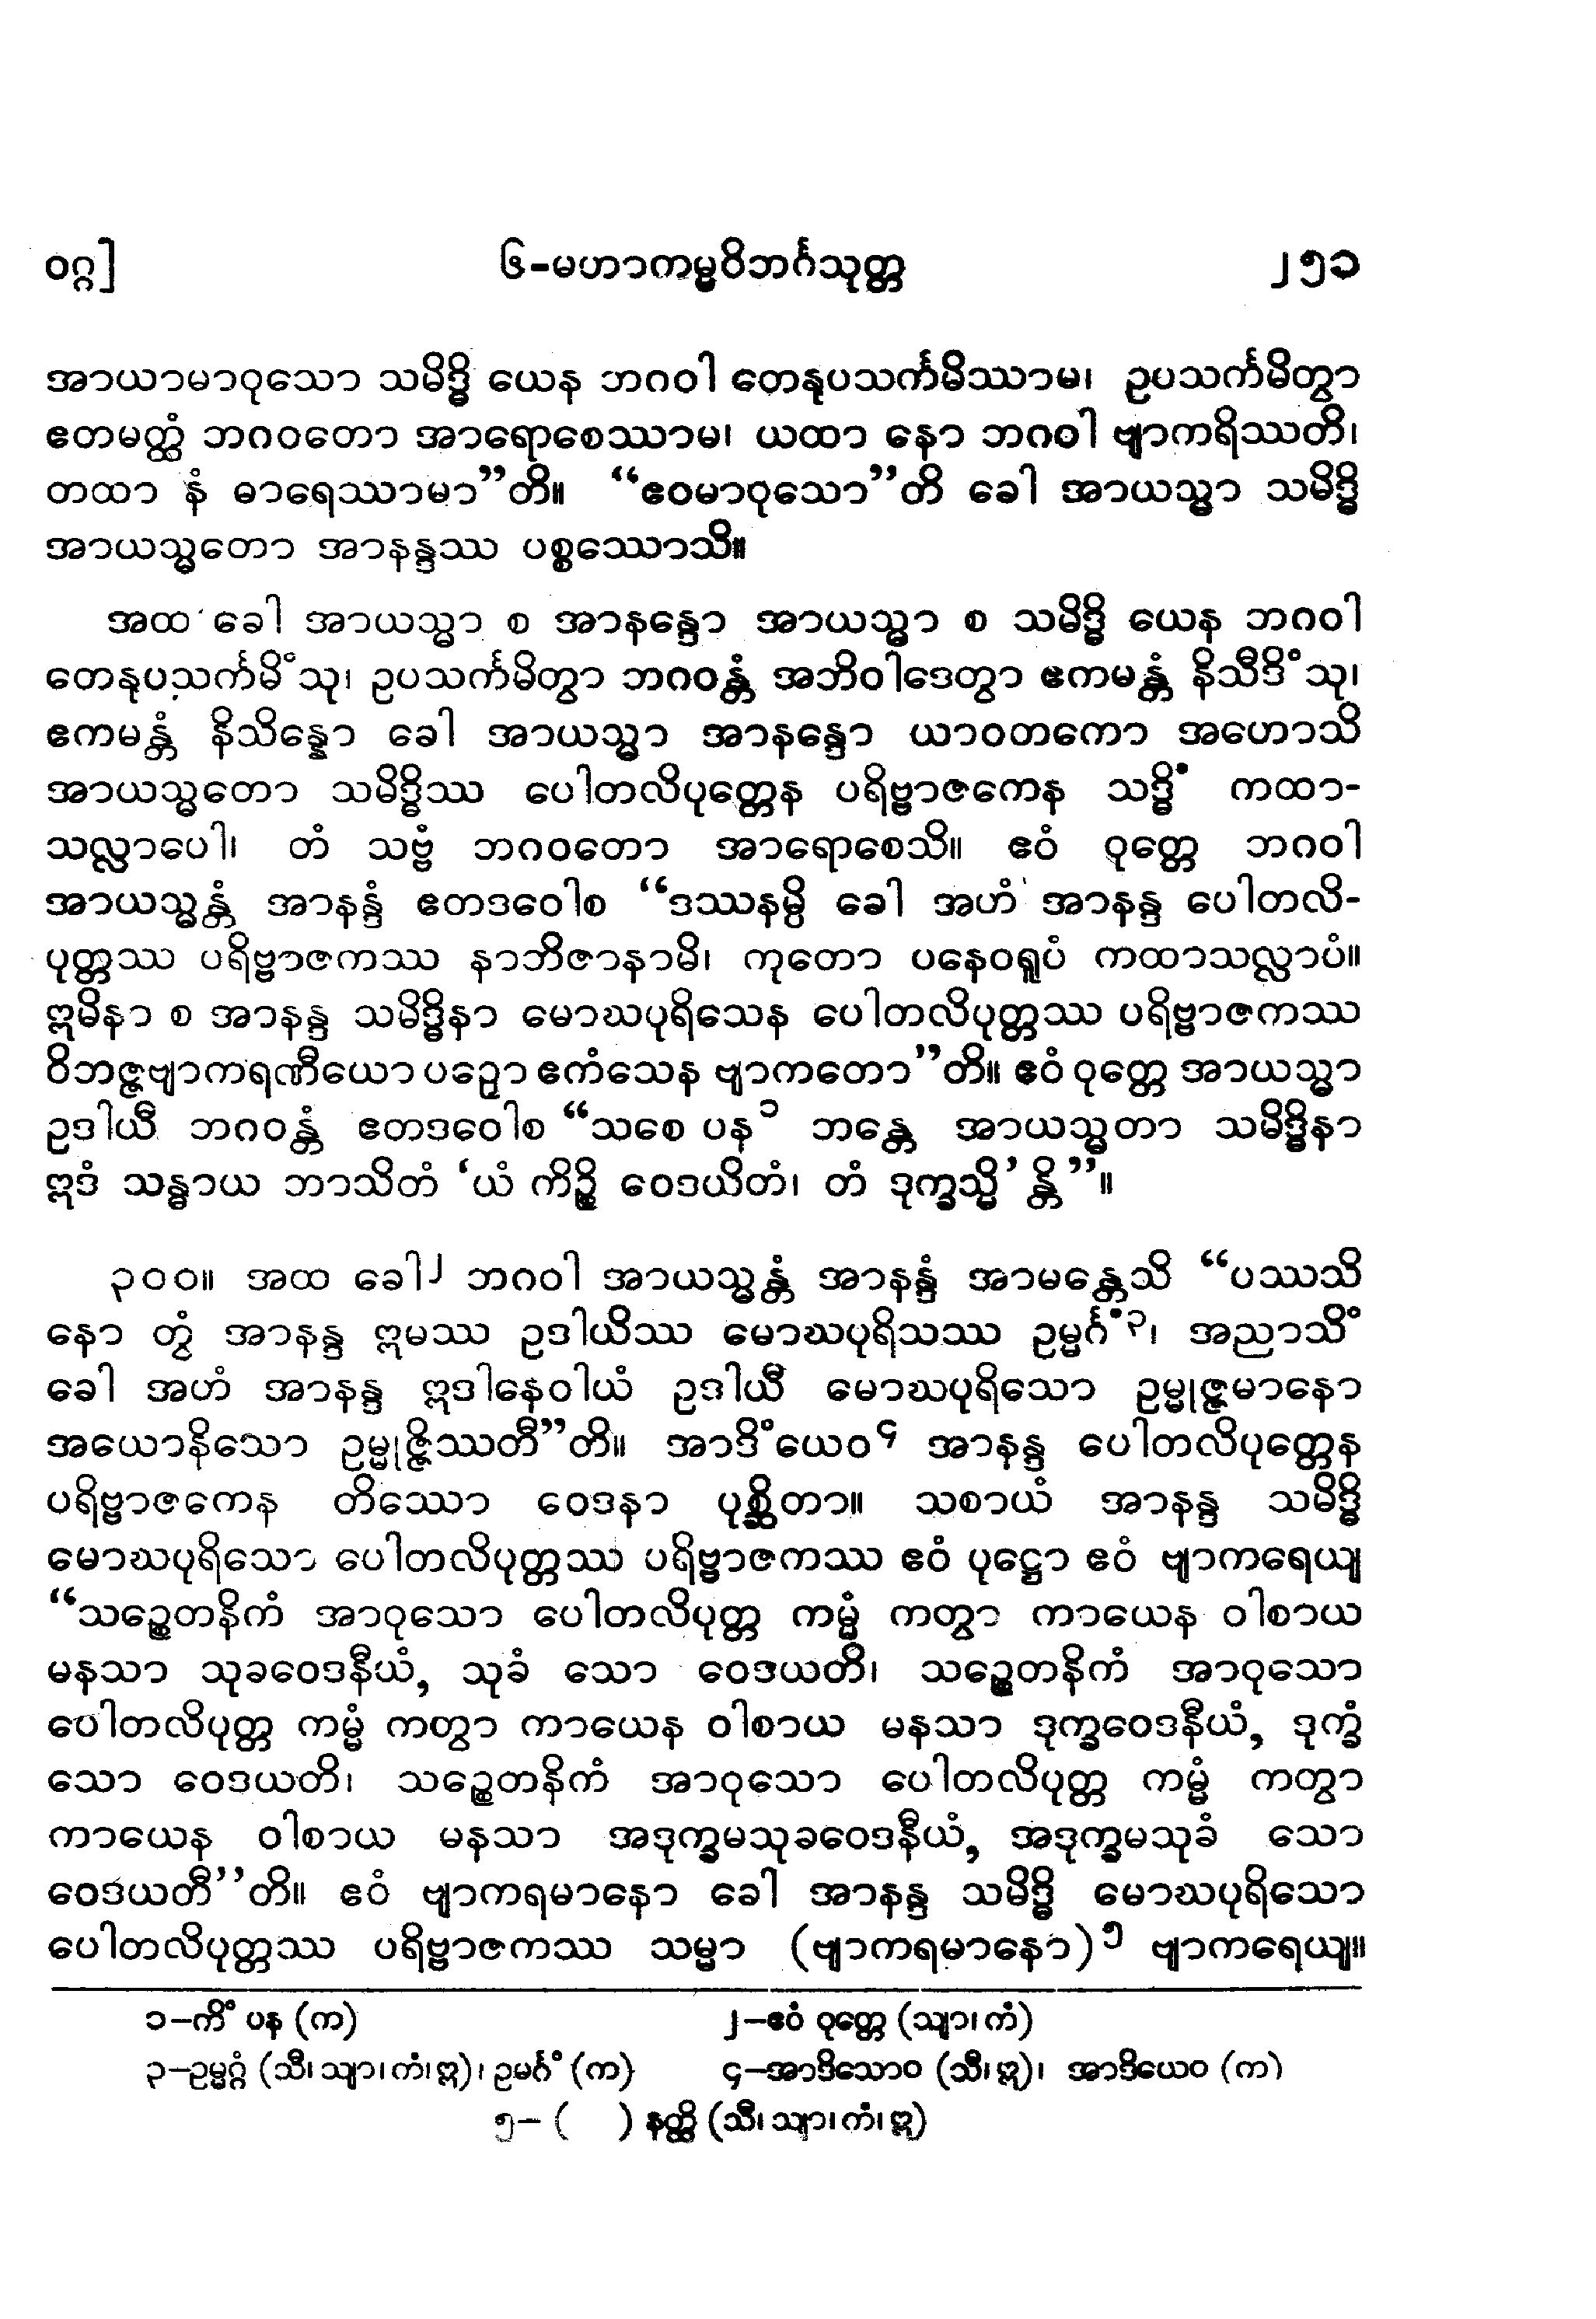 ဝဂ္ဂ] ၆-မဟာကမ္မဝိဘင်္ဂသုတ္တ ၂၅၁
အာယာမာဝုသော သမိဒ္ဓိ ယေန ဘဂဝါ တေနုပသင်္ကမိဿာမ၊ ဥပသင်္ကမိတွာ
ဧတမတ္ထံ ဘဂဝတော အာရောစေဿာမ၊ ယထာ နော ဘဂဝါ ဗျာကရိဿတိ၊
တထာ နံ ဓာရေဿာမာ”တိ။ “ဧဝမာဝုသော”တိ ခေါ အာယသ္မာ သမိဒ္ဓိ
အာယသ္မတော အာနန္ဒဿ ပစ္စဿောသိ။
အထ ခေါ အာယသ္မာ စ အာနန္ဒော အာယသ္မာ စ သမိဒ္ဓိ ယေန ဘဂဝါ
တေနုပသင်္ကမိံသု၊ ဥပသင်္ကမိတွာ ဘဂဝန္တံ အဘိဝါဒေတွာ ဧကမန္တံ နိသီဒိံသု၊
ဧကမန္တံ နိသိန္နော ခေါ အာယသ္မာ အာနန္ဒော ယာဝတကော အဟောသိ
အာယသ္မတော သမိဒ္ဓိဿ ပေါတလိပုတ္တေန ပရိဗ္ဗာဇကေန သဒ္ဓိံ ကထာ-
သလ္လာပေါ၊ တံ သဗ္ဗံ ဘဂဝတော အာရောစေသိ။ ဧဝံ ဝုတ္တေ ဘဂဝါ
အာယသ္မန္တံ အာနန္ဒံ ဧတဒဝေါစ “ဒဿနမ္ပိ ခေါ အဟံ အာနန္ဒ ပေါတလိ-
ပုတ္တဿ ပရိဗ္ဗာဇကဿ နာဘိဇာနာမိ၊ ကုတော ပနေဝရူပံ ကထာသလ္လာပံ။
ဣမိနာ စ အာနန္ဒ သမိဒ္ဓိနာ မောဃပုရိသေန ပေါတလိပုတ္တဿ ပရိဗ္ဗာဇကဿ
ဝိဘဇ္ဇဗျာကရဏီယော ပဉှော ဧကံသေန ဗျာကတော”တိ။ ဧဝံ ဝုတ္တေ အာယသ္မာ
ဥဒါယီ ဘဂဝန္တံ ဧတဒဝေါစ “သစေ ပန၁ ဘန္တေ အာယသ္မတာ သမိဒ္ဓိနာ
ဣဒံ သန္ဓာယ ဘာသိတံ ‘ယံ ကိဉ္စိ ဝေဒယိတံ၊ တံ ဒုက္ခသ္မိ’န္တိ”။
၃၀၀။ အထ ခေါ၂ ဘဂဝါ အာယသ္မန္တံ အာနန္ဒံ အာမန္တေသိ “ပဿသိ
နော တွံ အာနန္ဒ ဣမဿ ဥဒါယိဿ မောဃပုရိသဿ ဥမ္မင်္ဂံ၃၊ အညာသိံ
ခေါ အဟံ အာနန္ဒ ဣဒါနေဝါယံ ဥဒါယီ မောဃပုရိသော ဥမ္မုဇ္ဇမာနော
အယောနိသော ဥမ္မုဇ္ဇိဿတီ”တိ။ အာဒိံယေဝ၄ အာနန္ဒ ပေါတလိပုတ္တေန
ပရိဗ္ဗာဇကေန တိဿော ဝေဒနာ ပုစ္ဆိတာ။ သစာယံ အာနန္ဒ သမိဒ္ဓိ
မောဃပုရိသော ပေါတလိပုတ္တဿ ပရိဗ္ဗာဇကဿ ဧဝံ ပုဋ္ဌော ဧဝံ ဗျာကရေယျ
“သဉ္စေတနိကံ အာဝုသော ပေါတလိပုတ္တ ကမ္မံ ကတွာ ကာယေန ဝါစာယ
မနသာ သုခဝေဒနီယံ, သုခံ သော ဝေဒယတိ၊ သဉ္စေတနိကံ အာဝုသော
ပေါတလိပုတ္တ ကမ္မံ ကတွာ ကာယေန ဝါစာယ မနသာ ဒုက္ခဝေဒနီယံ, ဒုက္ခံ
သော ဝေဒယတိ၊ သဉ္စေတနိကံ အာဝုသော ပေါတလိပုတ္တ ကမ္မံ ကတွာ
ကာယေန ဝါစာယ မနသာ အဒုက္ခမသုခဝေဒနီယံ, အဒုက္ခမသုခံ သော
ဝေဒယတီ”တိ။ ဧဝံ ဗျာကရမာနော ခေါ အာနန္ဒ သမိဒ္ဓိ မောဃပုရိသော
ပေါတလိပုတ္တဿ ပရိဗ္ဗာဇကဿ သမ္မာ (ဗျာကရမာနော)၅ ဗျာကရေယျ။
၁–ကိံ ပန (က) ၂–ဧဝံ ဝုတ္တေ (သျာ၊ ကံ)
၃–ဥမ္မဂ္ဂံ (သီ၊ သျာ၊ ကံ၊ ဣ)၊ ဥမင်္ဂံ (က) ၄–အာဒိသောဝ (သီ၊ ဣ)၊ အာဒိယေဝ (က)
၅– ( ) နတ္ထိ (သီ၊ သျာ၊ ကံ၊ ဣ)